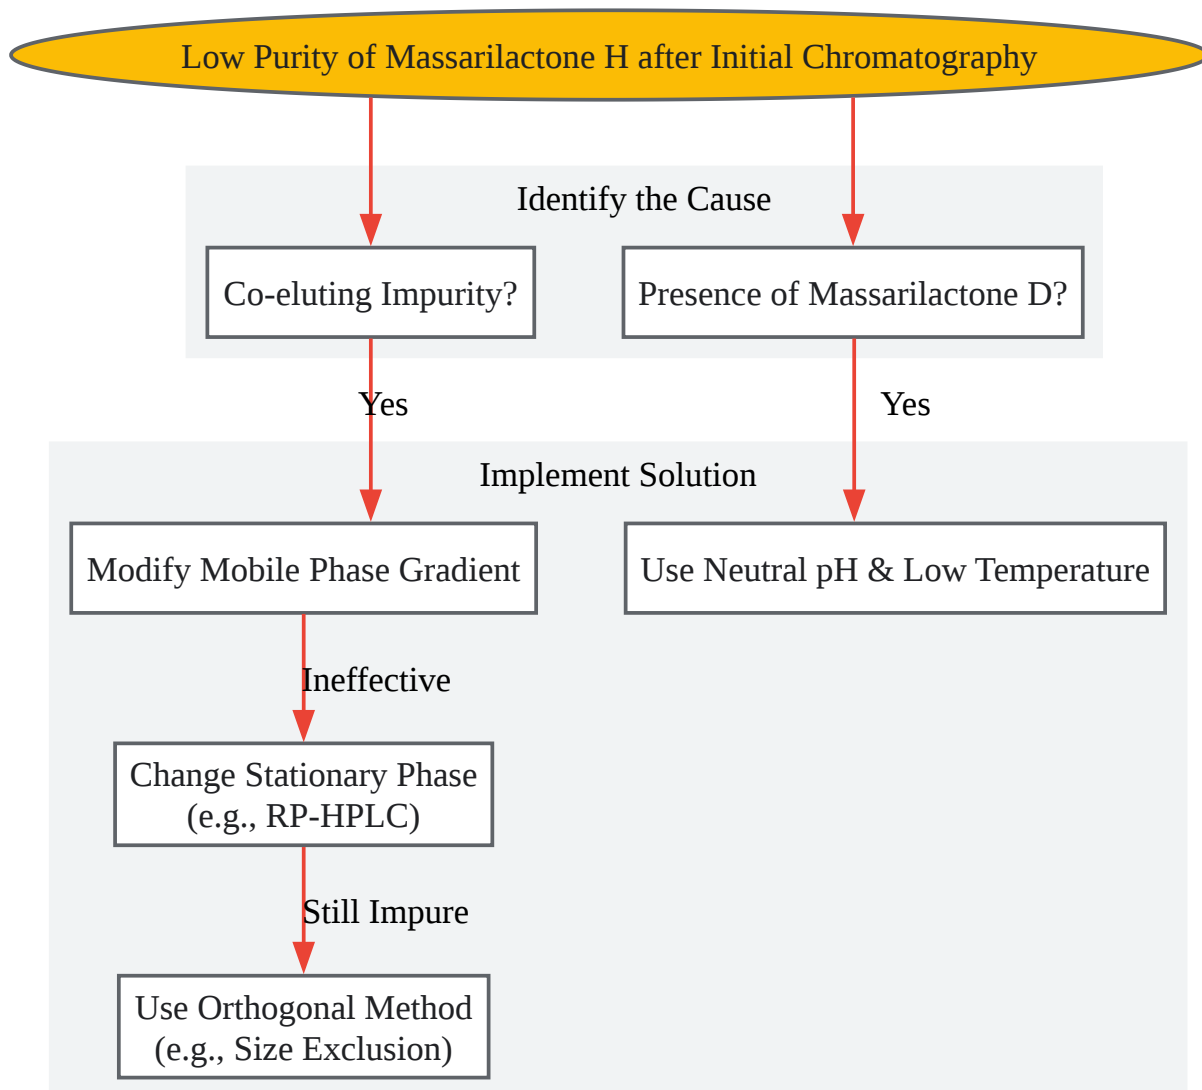 Low Purity of Massarilactone H after Initial Chromatography
Identify the Cause
Co-eluting Impurity?
Presence of Massarilactone D?
Yes
Yes
Implement Solution
Modify Mobile Phase Gradient
Use Neutral pH & Low Temperature
Ineffective
Change Stationary Phase
(e.g., RP-HPLC)
Still Impure
Use Orthogonal Method
(e.g., Size Exclusion)